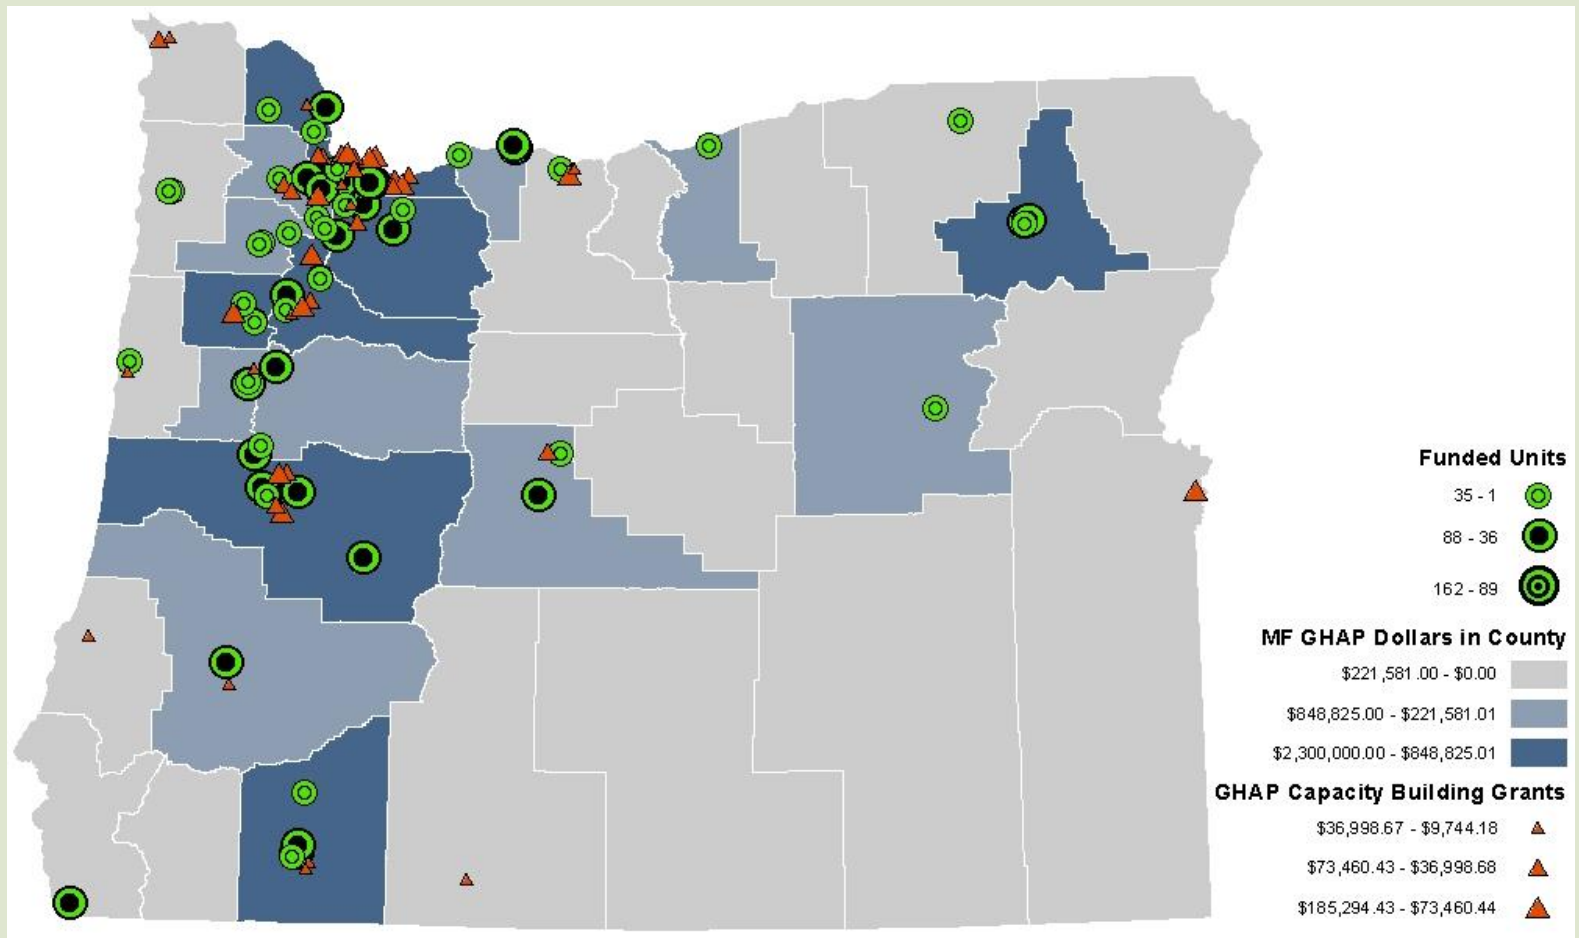 Funded Units
35 - 1
88 - 36
162 - 89
MF GHAP Dollars in County
$221,581.00 - $0.00
$848,825.00 - $221,581.01
$2,300,000.00 - $848,825.01
GHAP Capacity Building Grants
$36,998.67 - $9,744.18
$73,460.43 - $36,998.68
$185,294.43 - $73,460.44